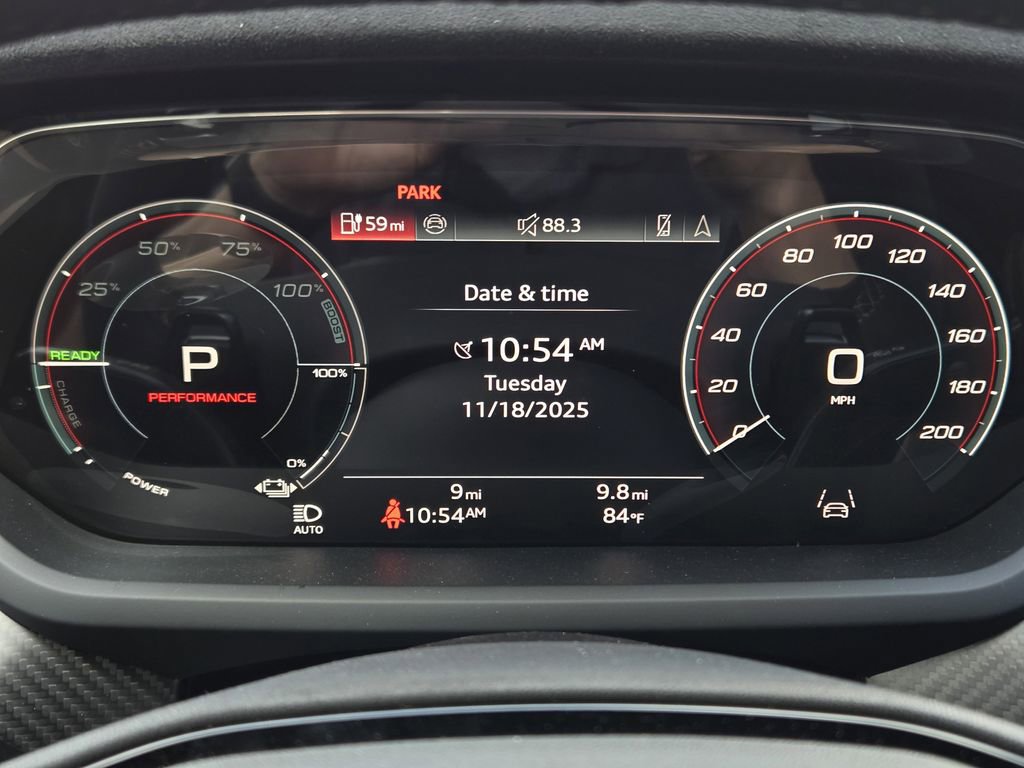 PARK
59 mi
88.3
50%
75%
25%
100%
BOOST
READY
P
PERFORMANCE
100%
CHARGE
0%
POWER
AUTO
Date & time
10:54 AM
Tuesday
11/18/2025
9 mi
9.8 mi
10:54 AM
84°F
100
80
120
60
140
40
160
20
180
0
200
0
MPH